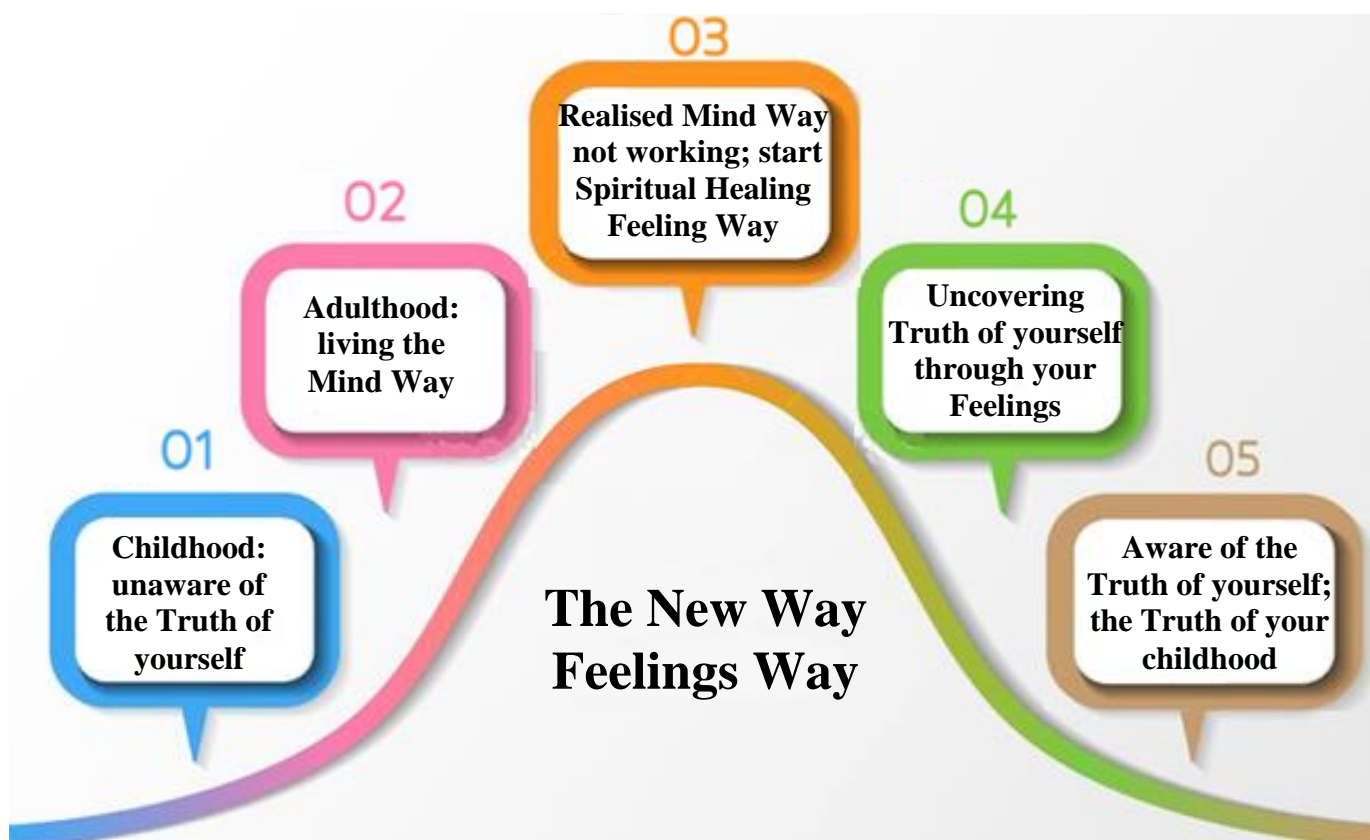 01
Childhood:
unaware of
the Truth of
yourself
02
Adulthood:
living the
Mind Way
03
Realised Mind Way
not working; start
Spiritual Healing
Feeling Way
04
Uncovering
Truth of yourself
through your
Feelings
05
Aware of the
Truth of yourself;
the Truth of your
childhood
The New Way
Feelings Way